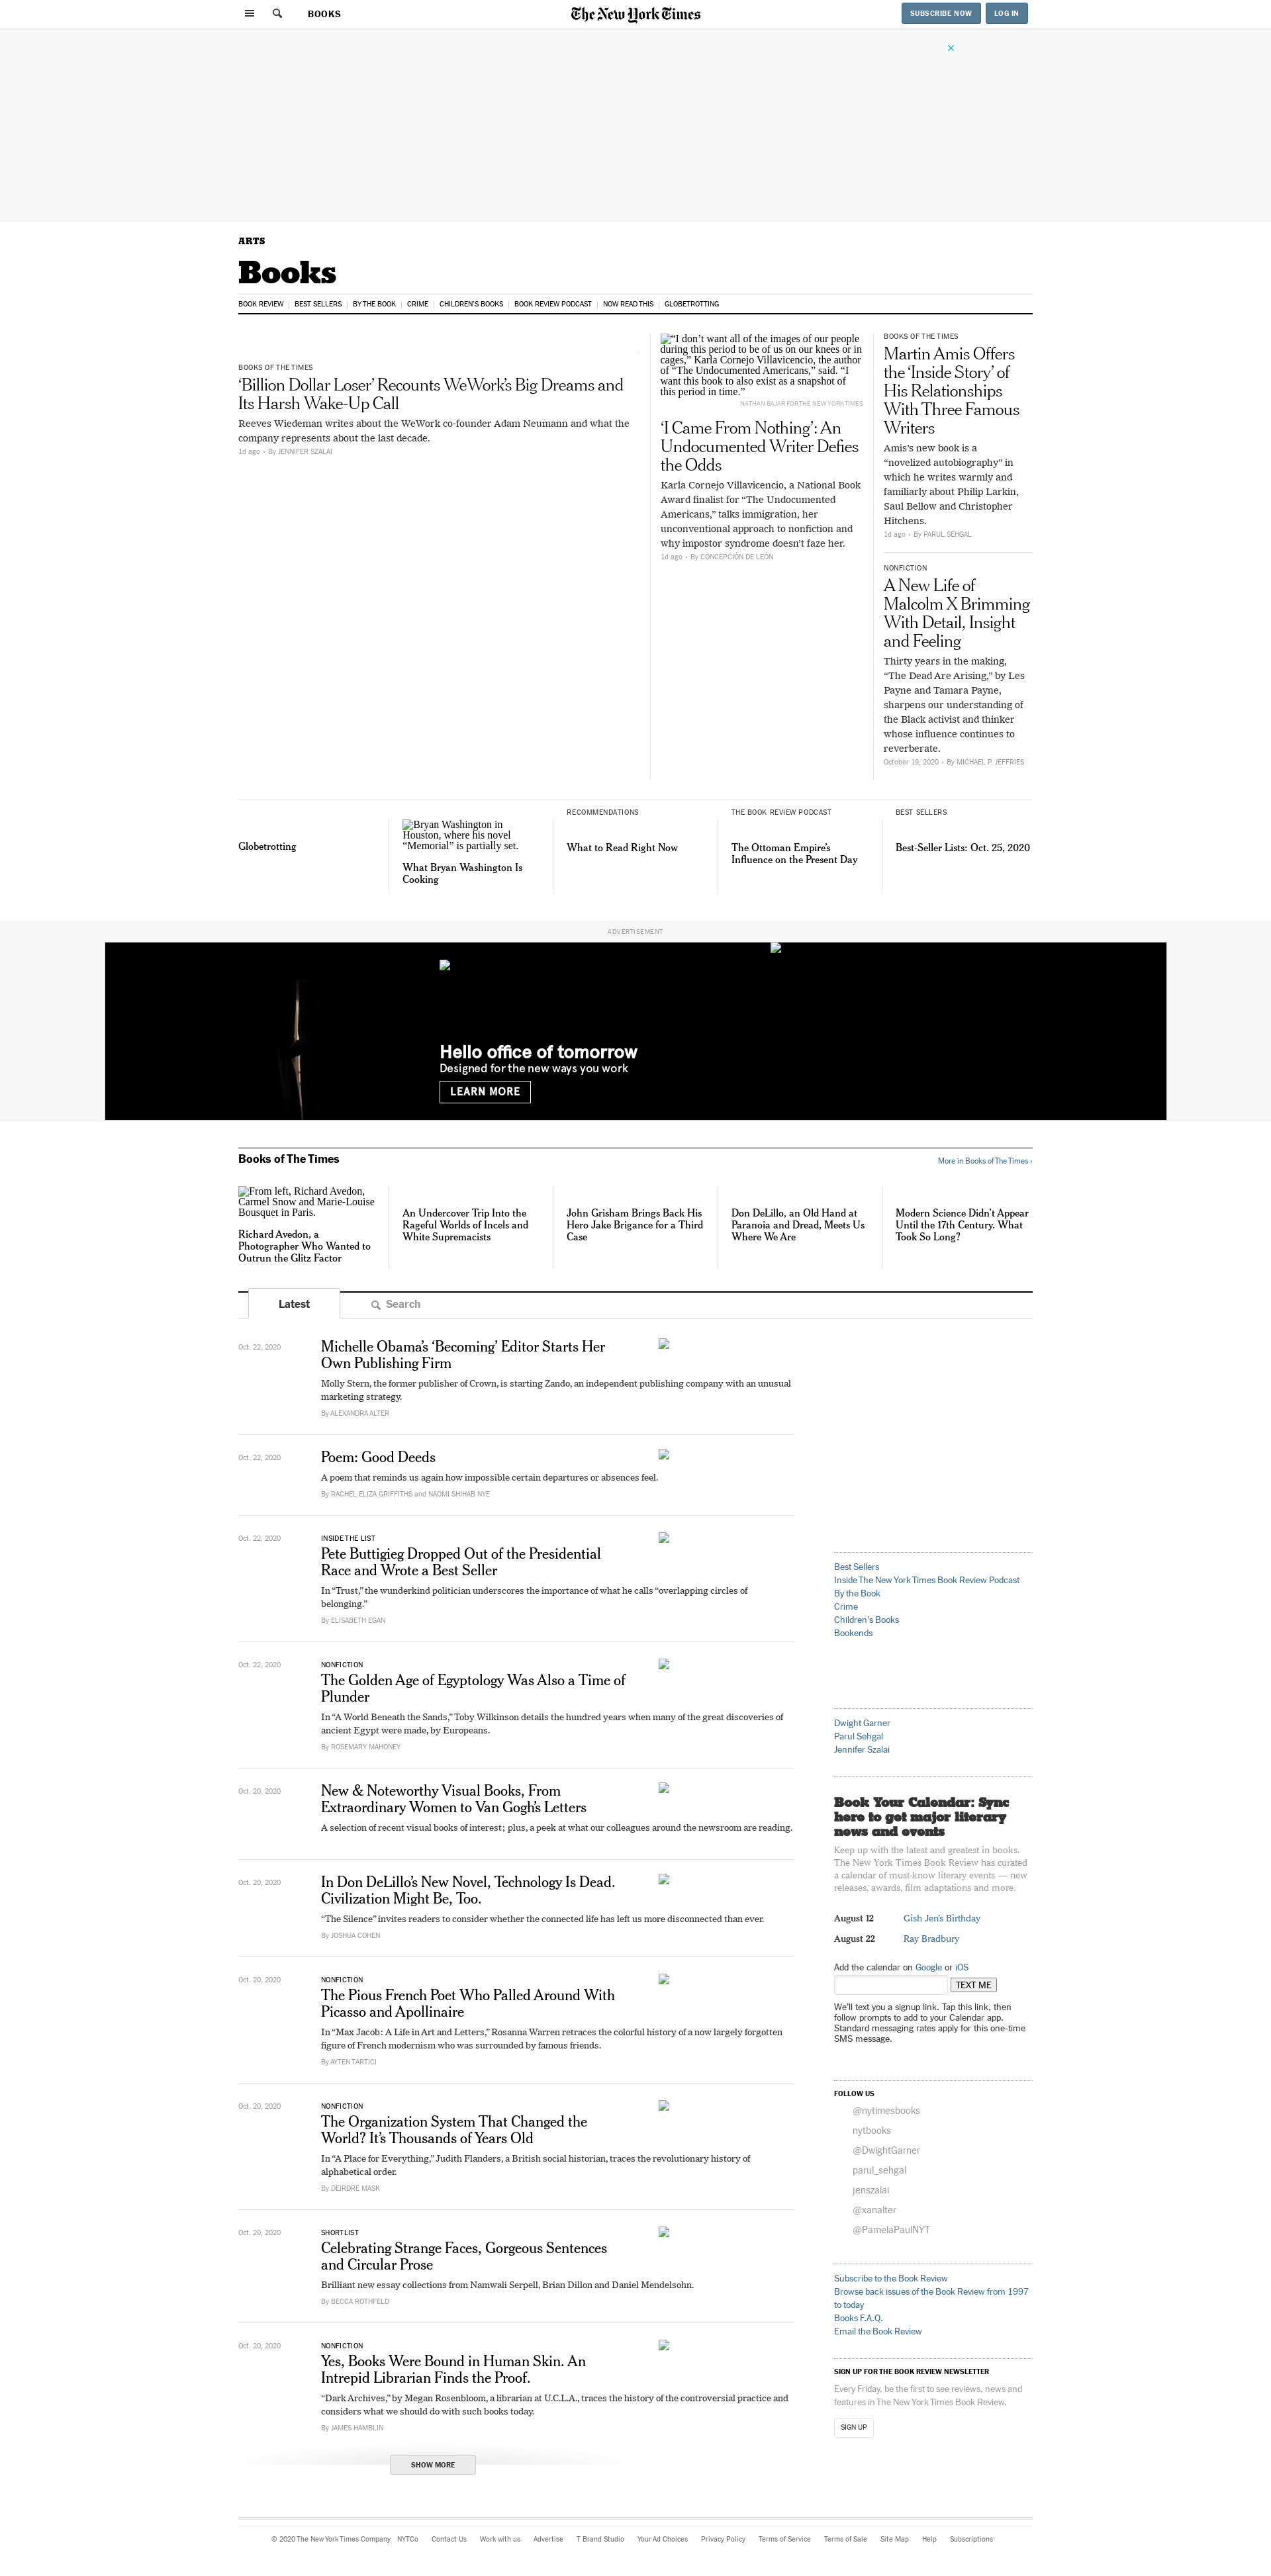 BOOKS
The New York Times
SUBSCRIBE NOW
LOG IN
ARTS
Books
BOOK REVIEW
BEST SELLERS
BY THE BOOK
CRIME
CHILDREN'S BOOKS
BOOK REVIEW PODCAST
NOW READ THIS
GLOBETROTTING
BOOKS OF THE TIMES
‘Billion Dollar Loser’ Recounts WeWork’s Big Dreams and
Its Harsh Wake-Up Call
Reeves Wiedeman writes about the WeWork co-founder Adam Neumann and what the
company represents about the last decade.
1d ago • By JENNIFER SZALAI
“I don’t want all of the images of our people
during this period to be of us on our knees or in
cages,” Karla Cornejo Villavicencio, the author
of “The Undocumented Americans,” said. “I
want this book to also exist as a snapshot of
this period in time.”
NATHAN BAJAR FOR THE NEW YORK TIMES
‘I Came From Nothing’: An
Undocumented Writer Defies
the Odds
Karla Cornejo Villavicencio, a National Book
Award finalist for “The Undocumented
Americans,” talks immigration, her
unconventional approach to nonfiction and
why impostor syndrome doesn’t faze her.
1d ago • By CONCEPCIÓN DE LEÓN
BOOKS OF THE TIMES
Martin Amis Offers
the ‘Inside Story’ of
His Relationships
With Three Famous
Writers
Amis’s new book is a
“novelized autobiography” in
which he writes warmly and
familiarly about Philip Larkin,
Saul Bellow and Christopher
Hitchens.
1d ago • By PARUL SEHGAL
NONFICTION
A New Life of
Malcolm X Brimming
With Detail, Insight
and Feeling
Thirty years in the making,
“The Dead Are Arising,” by Les
Payne and Tamara Payne,
sharpens our understanding of
the Black activist and thinker
whose influence continues to
reverberate.
October 19, 2020 • By MICHAEL P. JEFFRIES
Globetrotting
Bryan Washington in
Houston, where his novel
“Memorial” is partially set.
What Bryan Washington Is
Cooking
RECOMMENDATIONS
What to Read Right Now
THE BOOK REVIEW PODCAST
The Ottoman Empire’s
Influence on the Present Day
BEST SELLERS
Best-Seller Lists: Oct. 25, 2020
ADVERTISEMENT
Hello office of tomorrow
Designed for the new ways you work
LEARN MORE
Books of The Times
More in Books of The Times ›
From left, Richard Avedon,
Carmel Snow and Marie-Louise
Bousquet in Paris.
Richard Avedon, a
Photographer Who Wanted to
Outrun the Glitz Factor
An Undercover Trip Into the
Rageful Worlds of Incels and
White Supremacists
John Grisham Brings Back His
Hero Jake Brigance for a Third
Case
Don DeLillo, an Old Hand at
Paranoia and Dread, Meets Us
Where We Are
Modern Science Didn’t Appear
Until the 17th Century. What
Took So Long?
Latest
Search
Oct. 22, 2020
Michelle Obama’s ‘Becoming’ Editor Starts Her
Own Publishing Firm
Molly Stern, the former publisher of Crown, is starting Zando, an independent publishing company with an unusual
marketing strategy.
By ALEXANDRA ALTER
Oct. 22, 2020
Poem: Good Deeds
A poem that reminds us again how impossible certain departures or absences feel.
By RACHEL ELIZA GRIFFITHS and NAOMI SHIHAB NYE
Oct. 22, 2020
INSIDE THE LIST
Pete Buttigieg Dropped Out of the Presidential
Race and Wrote a Best Seller
In “Trust,” the wunderkind politician underscores the importance of what he calls “overlapping circles of
belonging.”
By ELISABETH EGAN
Oct. 22, 2020
NONFICTION
The Golden Age of Egyptology Was Also a Time of
Plunder
In “A World Beneath the Sands,” Toby Wilkinson details the hundred years when many of the great discoveries of
ancient Egypt were made, by Europeans.
By ROSEMARY MAHONEY
Oct. 20, 2020
New & Noteworthy Visual Books, From
Extraordinary Women to Van Gogh’s Letters
A selection of recent visual books of interest; plus, a peek at what our colleagues around the newsroom are reading.
Oct. 20, 2020
In Don DeLillo’s New Novel, Technology Is Dead.
Civilization Might Be, Too.
“The Silence” invites readers to consider whether the connected life has left us more disconnected than ever.
By JOSHUA COHEN
Oct. 20, 2020
NONFICTION
The Pious French Poet Who Palled Around With
Picasso and Apollinaire
In “Max Jacob: A Life in Art and Letters,” Rosanna Warren retraces the colorful history of a now largely forgotten
figure of French modernism who was surrounded by famous friends.
By AYTEN TARTICI
Oct. 20, 2020
NONFICTION
The Organization System That Changed the
World? It’s Thousands of Years Old
In “A Place for Everything,” Judith Flanders, a British social historian, traces the revolutionary history of
alphabetical order.
By DEIRDRE MASK
Oct. 20, 2020
SHORTLIST
Celebrating Strange Faces, Gorgeous Sentences
and Circular Prose
Brilliant new essay collections from Namwali Serpell, Brian Dillon and Daniel Mendelsohn.
By BECCA ROTHFELD
Oct. 20, 2020
NONFICTION
Yes, Books Were Bound in Human Skin. An
Intrepid Librarian Finds the Proof.
“Dark Archives,” by Megan Rosenbloom, a librarian at U.C.L.A., traces the history of the controversial practice and
considers what we should do with such books today.
By JAMES HAMBLIN
SHOW MORE
Best Sellers
Inside The New York Times Book Review Podcast
By the Book
Crime
Children’s Books
Bookends
Dwight Garner
Parul Sehgal
Jennifer Szalai
Book Your Calendar: Sync
here to get major literary
news and events
Keep up with the latest and greatest in books.
The New York Times Book Review has curated
a calendar of must-know literary events — new
releases, awards, film adaptations and more.
August 12 Gish Jen’s Birthday
August 22 Ray Bradbury
Add the calendar on Google or iOS
TEXT ME
We’ll text you a signup link. Tap this link, then
follow prompts to add to your Calendar app.
Standard messaging rates apply for this one-time
SMS message.
FOLLOW US
@nytimesbooks
nytbooks
@DwightGarner
parul_sehgal
jenszalai
@xanalter
@PamelaPaulNYT
Subscribe to the Book Review
Browse back issues of the Book Review from 1997
to today
Books F.A.Q.
Email the Book Review
SIGN UP FOR THE BOOK REVIEW NEWSLETTER
Every Friday, be the first to see reviews, news and
features in The New York Times Book Review.
SIGN UP
© 2020 The New York Times Company NYTCo Contact Us Work with us Advertise T Brand Studio Your Ad Choices Privacy Policy Terms of Service Terms of Sale Site Map Help Subscriptions